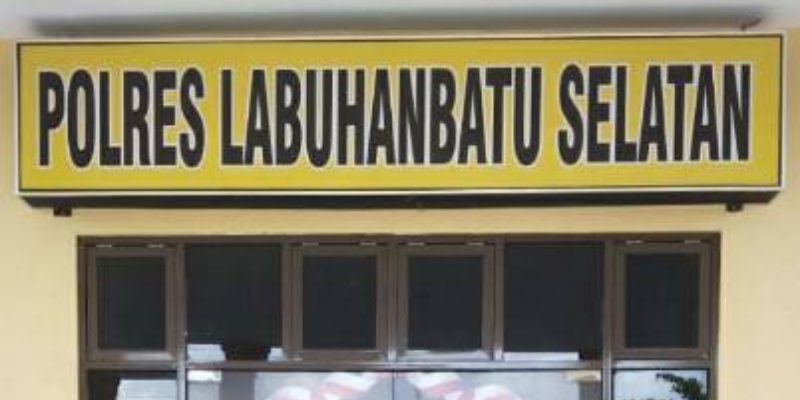 POLRES LABUHANBATU SELATAN